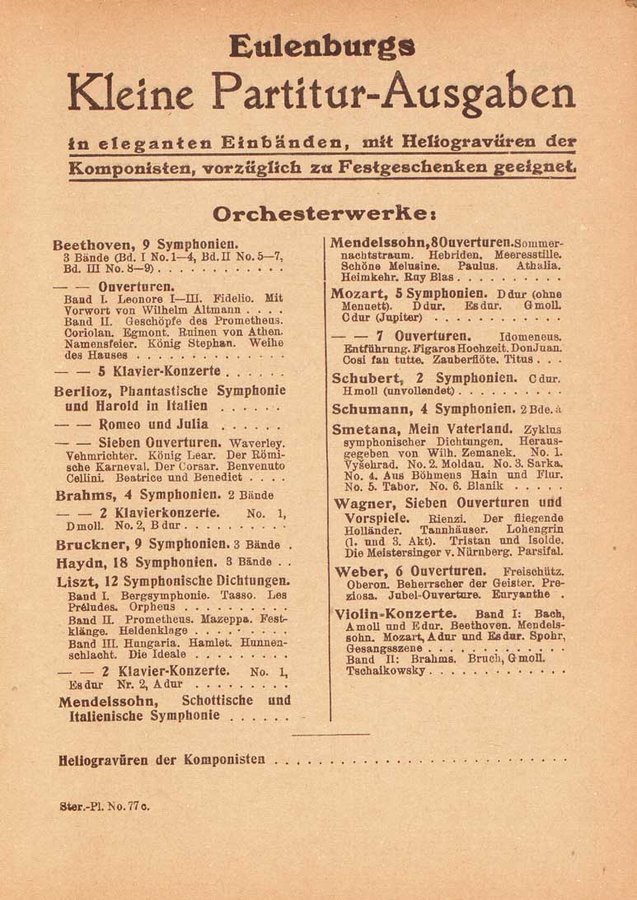 Eulenburgs
Kleine Partitur-Ausgaben
in eleganten Einbänden, mit Heliogravüren der
Komponisten, vorzüglich zu Festgeschenken geeignet.
Orchesterwerke:
Beethoven, 9 Symphonien.
3 Bände (Bd. I No. 1—4, Bd. II No. 5—7,
Bd. III No. 8—9) . . . . . . . . . . . .
— — Ouvertüren.
Band I. Leonore I—III. Fidelio. Mit
Vorwort von Wilhelm Altmann . . . .
Band II. Geschöpfe des Prometheus.
Coriolan. Egmont. Ruinen von Athen.
Namensfeier. König Stephan. Weihe
des Hauses . . . . . . . . . . . . . .
— — 5 Klavier-Konzerte . . . . . .
Berlioz, Phantastische Symphonie
und Harold in Italien . . . . . .
— — Romeo und Julia . . . . . . .
— — Sieben Ouvertüren. Waverley.
Vehmrichter. König Lear. Der Römi-
sche Karneval. Der Corsar. Benvenuto
Cellini. Beatrice und Benedict . . . .
Brahms, 4 Symphonien. 2 Bände
— — 2 Klavierkonzerte. No. 1,
D moll. No. 2, B dur . . . . . . . . . .
Bruckner, 9 Symphonien. 3 Bände .
Haydn, 18 Symphonien. 3 Bände . .
Liszt, 12 Symphonische Dichtungen.
Band I. Bergsymphonie. Tasso. Les
Préludes. Orpheus . . . . . . . . . .
Band II. Prometheus. Mazeppa. Fest-
klänge. Heldenklage . . . . . . . . .
Band III. Hungaria. Hamlet. Hunnen-
schlacht. Die Ideale . . . . . . . . .
— — 2 Klavier-Konzerte. No. 1,
Es dur Nr. 2, A dur . . . . . . . . .
Mendelssohn, Schottische und
Italienische Symphonie . . . . . .
Mendelssohn, 8 Ouvertüren. Sommer-
nachtstraum. Hebriden. Meeresstille.
Schöne Melusine. Paulus. Athalia.
Heimkehr. Ruy Blas . . . . . . . . . .
Mozart, 5 Symphonien. D dur (ohne
Menuett). D dur. Es dur. G moll.
C dur (Jupiter) . . . . . . . . . . . .
— — 7 Ouvertüren. Idomeneus.
Entführung. Figaros Hochzeit. Don Juan.
Cosi fan tutte. Zauberflöte. Titus . . .
Schubert, 2 Symphonien. C dur.
H moll (unvollendet) . . . . . . . . . .
Schumann, 4 Symphonien. 2 Bde. à
Smetana, Mein Vaterland. Zyklus
symphonischer Dichtungen. Heraus-
gegeben von Wilh. Zemanek. No. 1.
Vyšehrad. No. 2. Moldau. No. 3. Sarka.
No. 4. Aus Böhmens Hain und Flur.
No. 5. Tabor. No. 6. Blanik . . . . .
Wagner, Sieben Ouvertüren und
Vorspiele. Rienzi. Der fliegende
Holländer. Tannhäuser. Lohengrin
(1. und 3. Akt). Tristan und Isolde.
Die Meistersinger v. Nürnberg. Parsifal.
Weber, 6 Ouvertüren. Freischütz.
Oberon. Beherrscher der Geister. Pre-
ziosa. Jubel-Ouverture. Euryanthe .
Violin-Konzerte. Band I: Bach,
A moll und E dur. Beethoven. Mendels-
sohn. Mozart, A dur und Es dur. Spohr,
Gesangsszene . . . . . . . . . . . . .
Band II: Brahms. Bruch, G moll.
Tschaikowsky . . . . . . . . . . . . .
Heliogravüren der Komponisten . . . . . . . . . . . . . . . . . . . . . .
Ster.-Pl. No. 77 c.